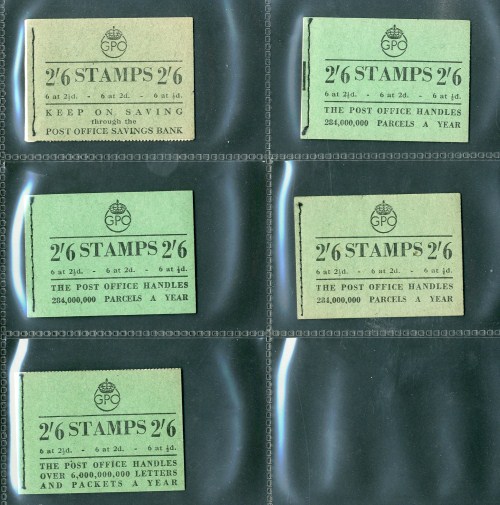 GPO
2'6 STAMPS 2'6
6 at 2½d. - 6 at 2d. - 6 at ½d.
KEEP ON SAVING
through the
POST OFFICE SAVINGS BANK
GPO
2'6 STAMPS 2'6
6 at 2½d. - 6 at 2d. - 6 at ½d.
THE POST OFFICE HANDLES
284,000,000 PARCELS A YEAR
GPO
2'6 STAMPS 2'6
6 at 2½d. - 6 at 2d. - 6 at ½d.
THE POST OFFICE HANDLES
284,000,000 PARCELS A YEAR
GPO
2'6 STAMPS 2'6
6 at 2½d. - 6 at 2d. - 6 at ½d.
THE POST OFFICE HANDLES
284,000,000 PARCELS A YEAR
GPO
2'6 STAMPS 2'6
6 at 2½d. - 6 at 2d. - 6 at ½d.
THE POST OFFICE HANDLES
OVER 6,000,000,000 LETTERS
AND PACKETS A YEAR